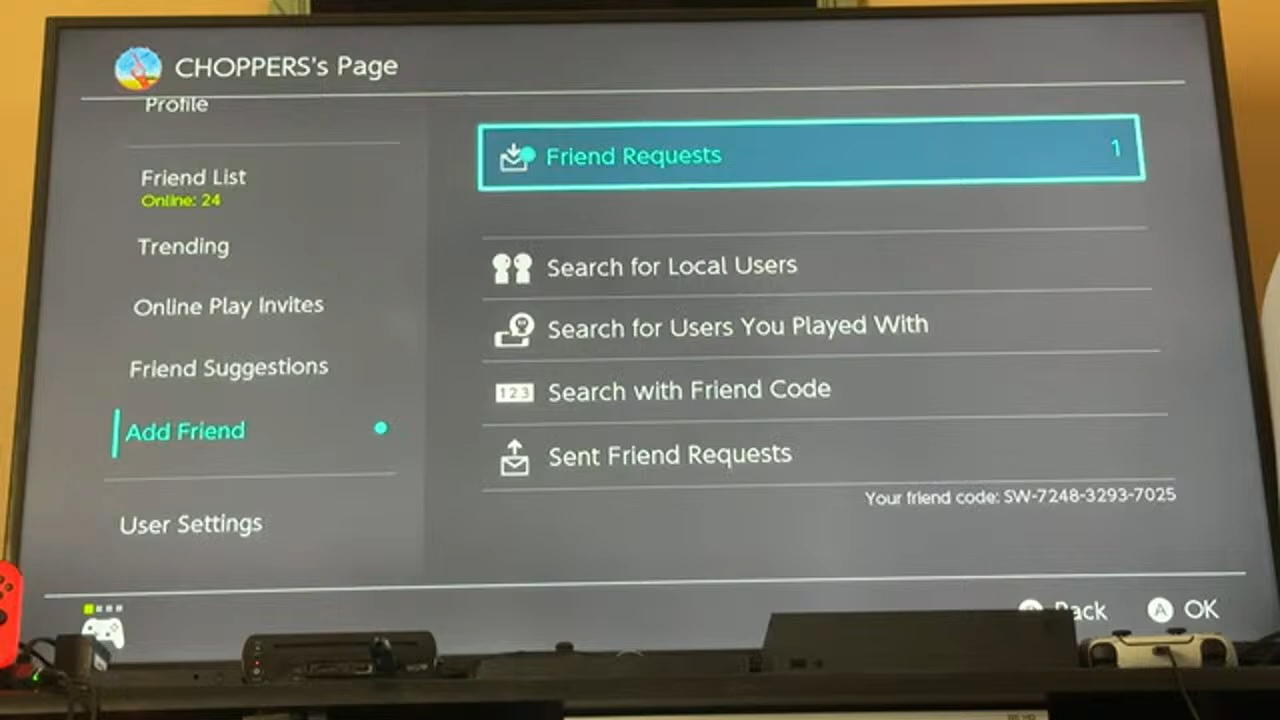 CHOPPERS's Page
Profile
Friend List
Online: 24
Trending
Online Play Invites
Friend Suggestions
Add Friend
User Settings
Friend Requests 1
Search for Local Users
Search for Users You Played With
123 Search with Friend Code
Sent Friend Requests
Your friend code: SW-7248-3293-7025
Back
A OK